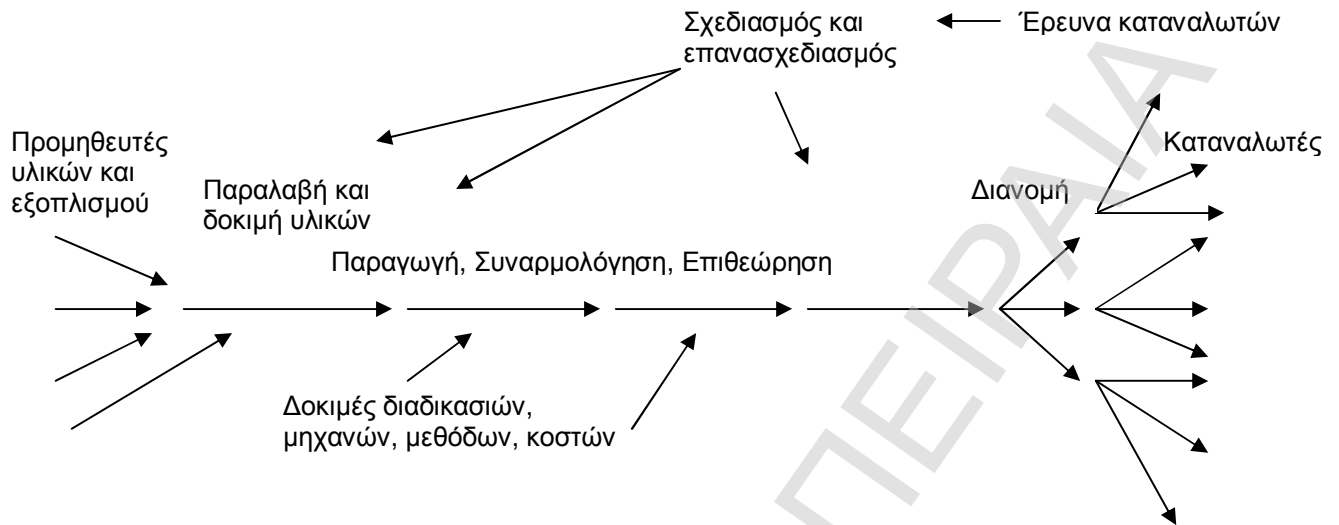 Σχεδιασμός και
επανασχεδιασμός
Έρευνα καταναλωτών
Προμηθευτές
υλικών και
εξοπλισμού
Παραλαβή και
δοκιμή υλικών
Καταναλωτές
Διανομή
Παραγωγή, Συναρμολόγηση, Επιθεώρηση
Δοκιμές διαδικασιών,
μηχανών, μεθόδων, κοστών
ΠΕΙΡΑΙΑ